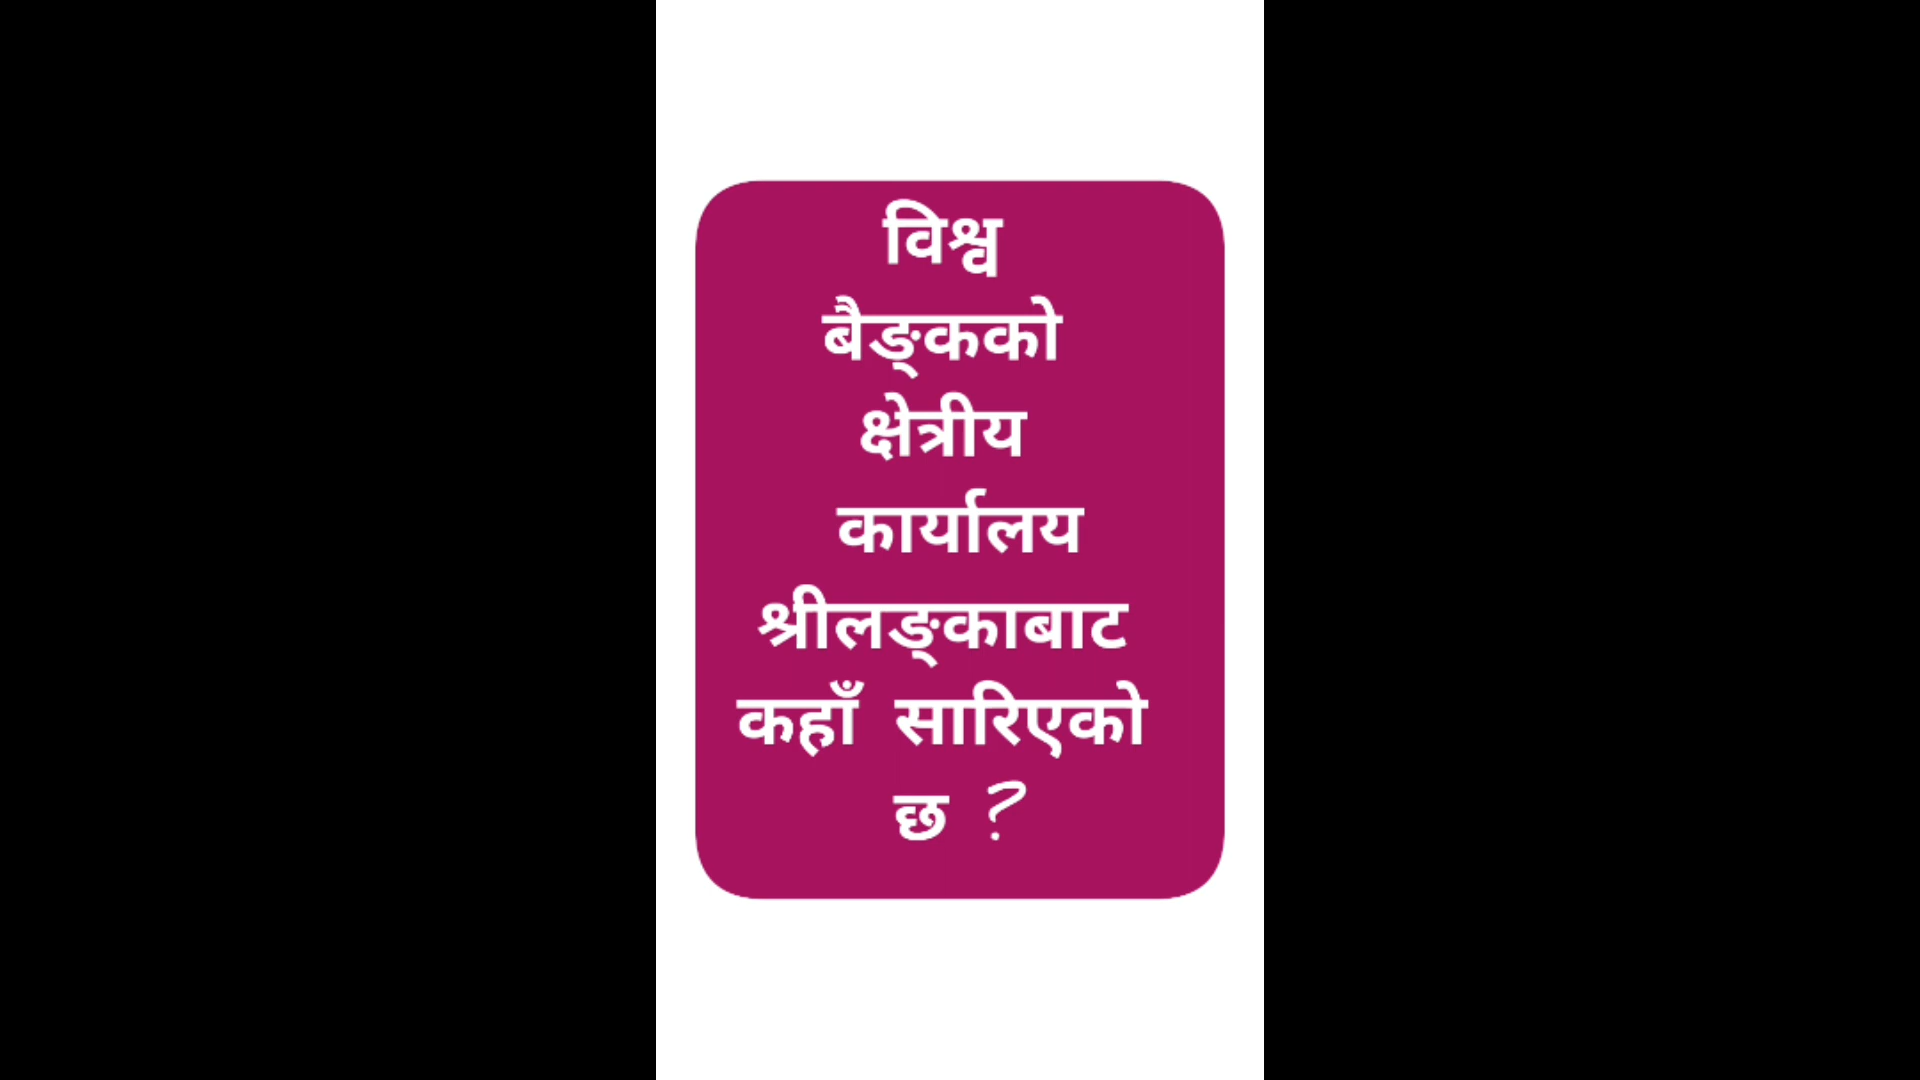 विश्व
बैङ्कको
क्षेत्रीय
कार्यालय
श्रीलङ्काबाट
कहाँ सारिएको
छ ?